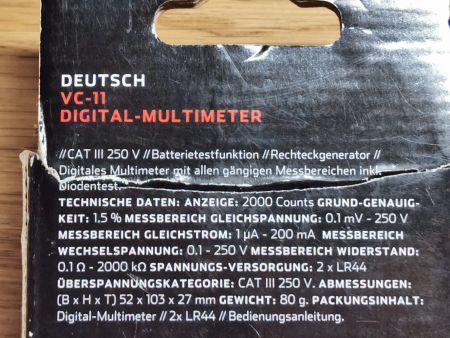 DEUTSCH
VC-11
DIGITAL-MULTIMETER
//CAT III 250 V //Batterietestfunktion //Rechteckgenerator //
Digitales Multimeter mit allen gängigen Messbereichen inkl.
Diodentest.
TECHNISCHE DATEN: ANZEIGE: 2000 Counts GRUND-GENAUIG-
KEIT: 1,5 % MESSBEREICH GLEICHSPANNUNG: 0.1 mV - 250 V
MESSBEREICH GLEICHSTROM: 1 µA - 200 mA MESSBEREICH
WECHSELSPANNUNG: 0.1 - 250 V MESSBEREICH WIDERSTAND:
0.1 Ω - 2000 kΩ SPANNUNGS-VERSORGUNG: 2 x LR44
ÜBERSPANNUNGSKATEGORIE: CAT III 250 V. ABMESSUNGEN:
(B x H x T) 52 x 103 x 27 mm GEWICHT: 80 g. PACKUNGSINHALT:
Digital-Multimeter // 2x LR44 // Bedienungsanleitung.